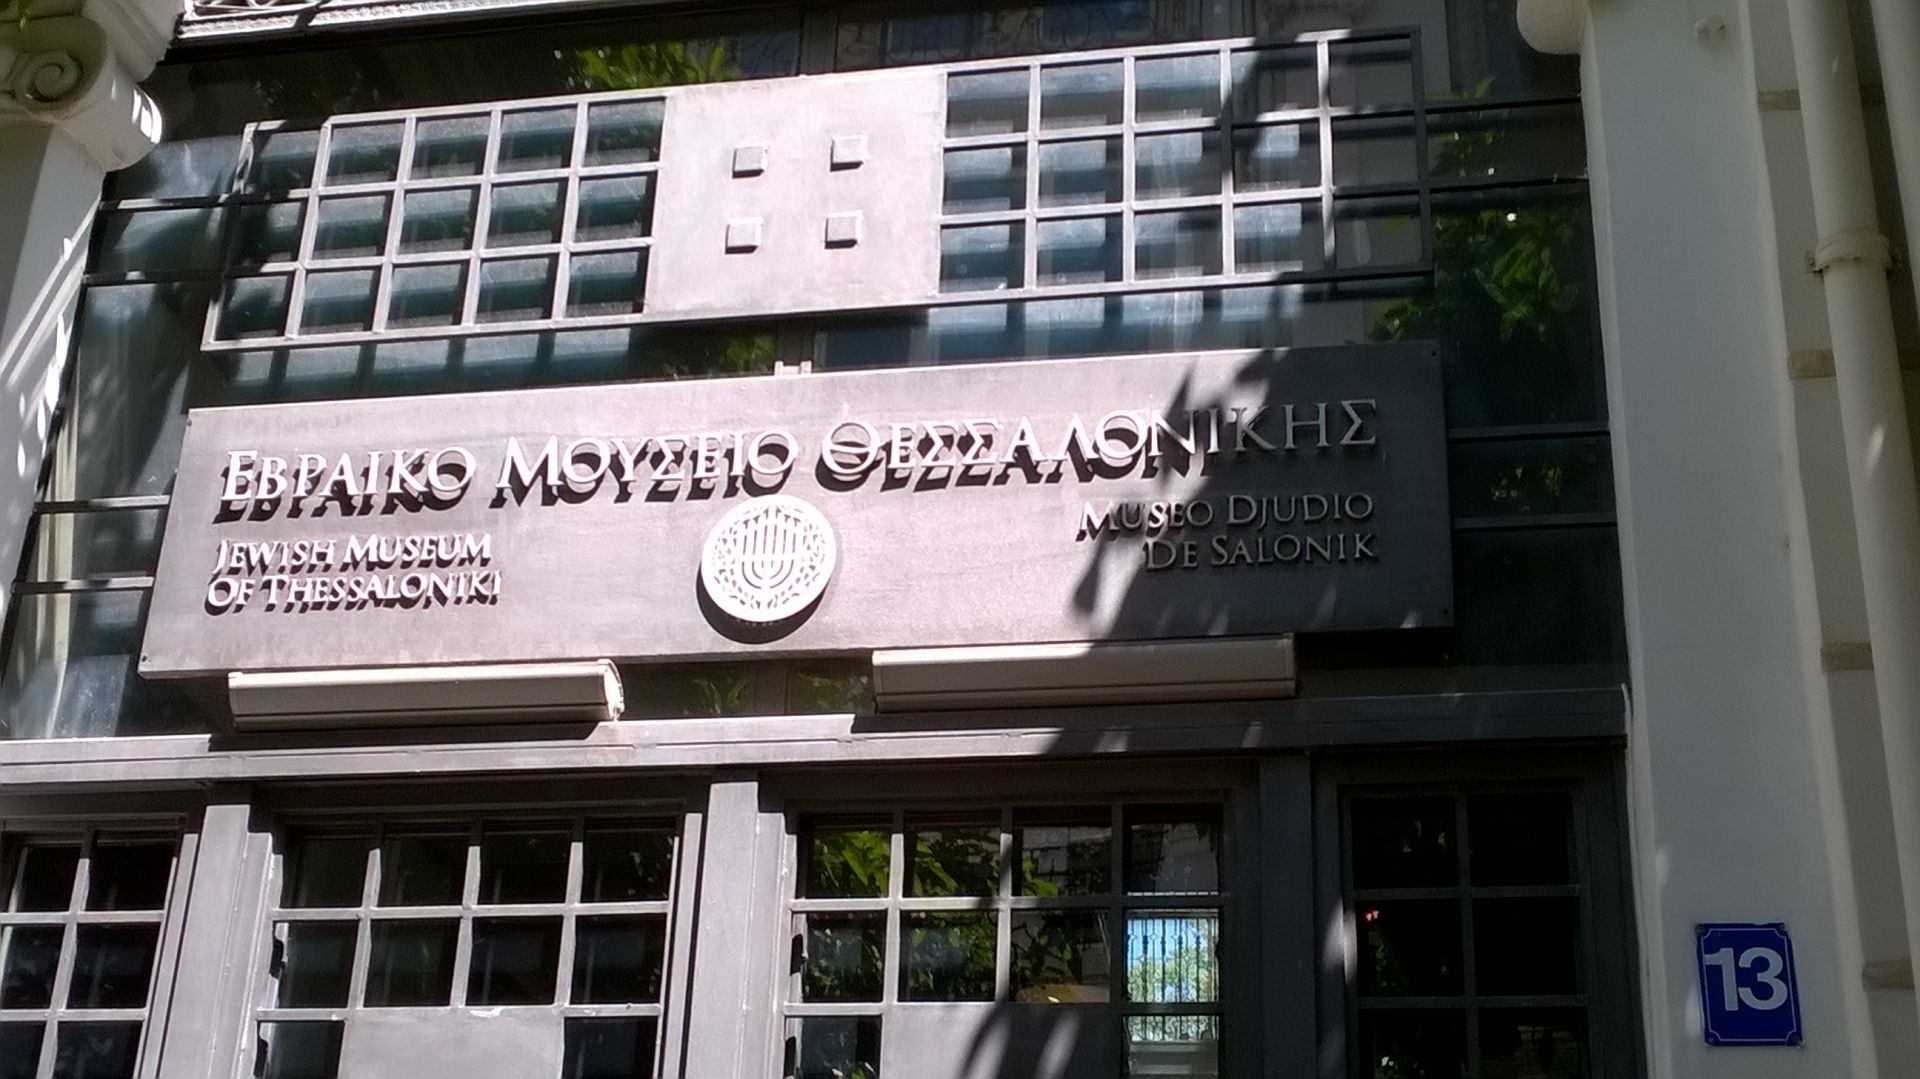 ΕΒΡΑΙΚΟ ΜΟΥΣΕΙΟ ΘΕΣΣΑΛΟΝΙΚΗΣ
JEWISH MUSEUM
OF THESSALONIKI
MUSEO DJUDIO
DE SALONIK
13